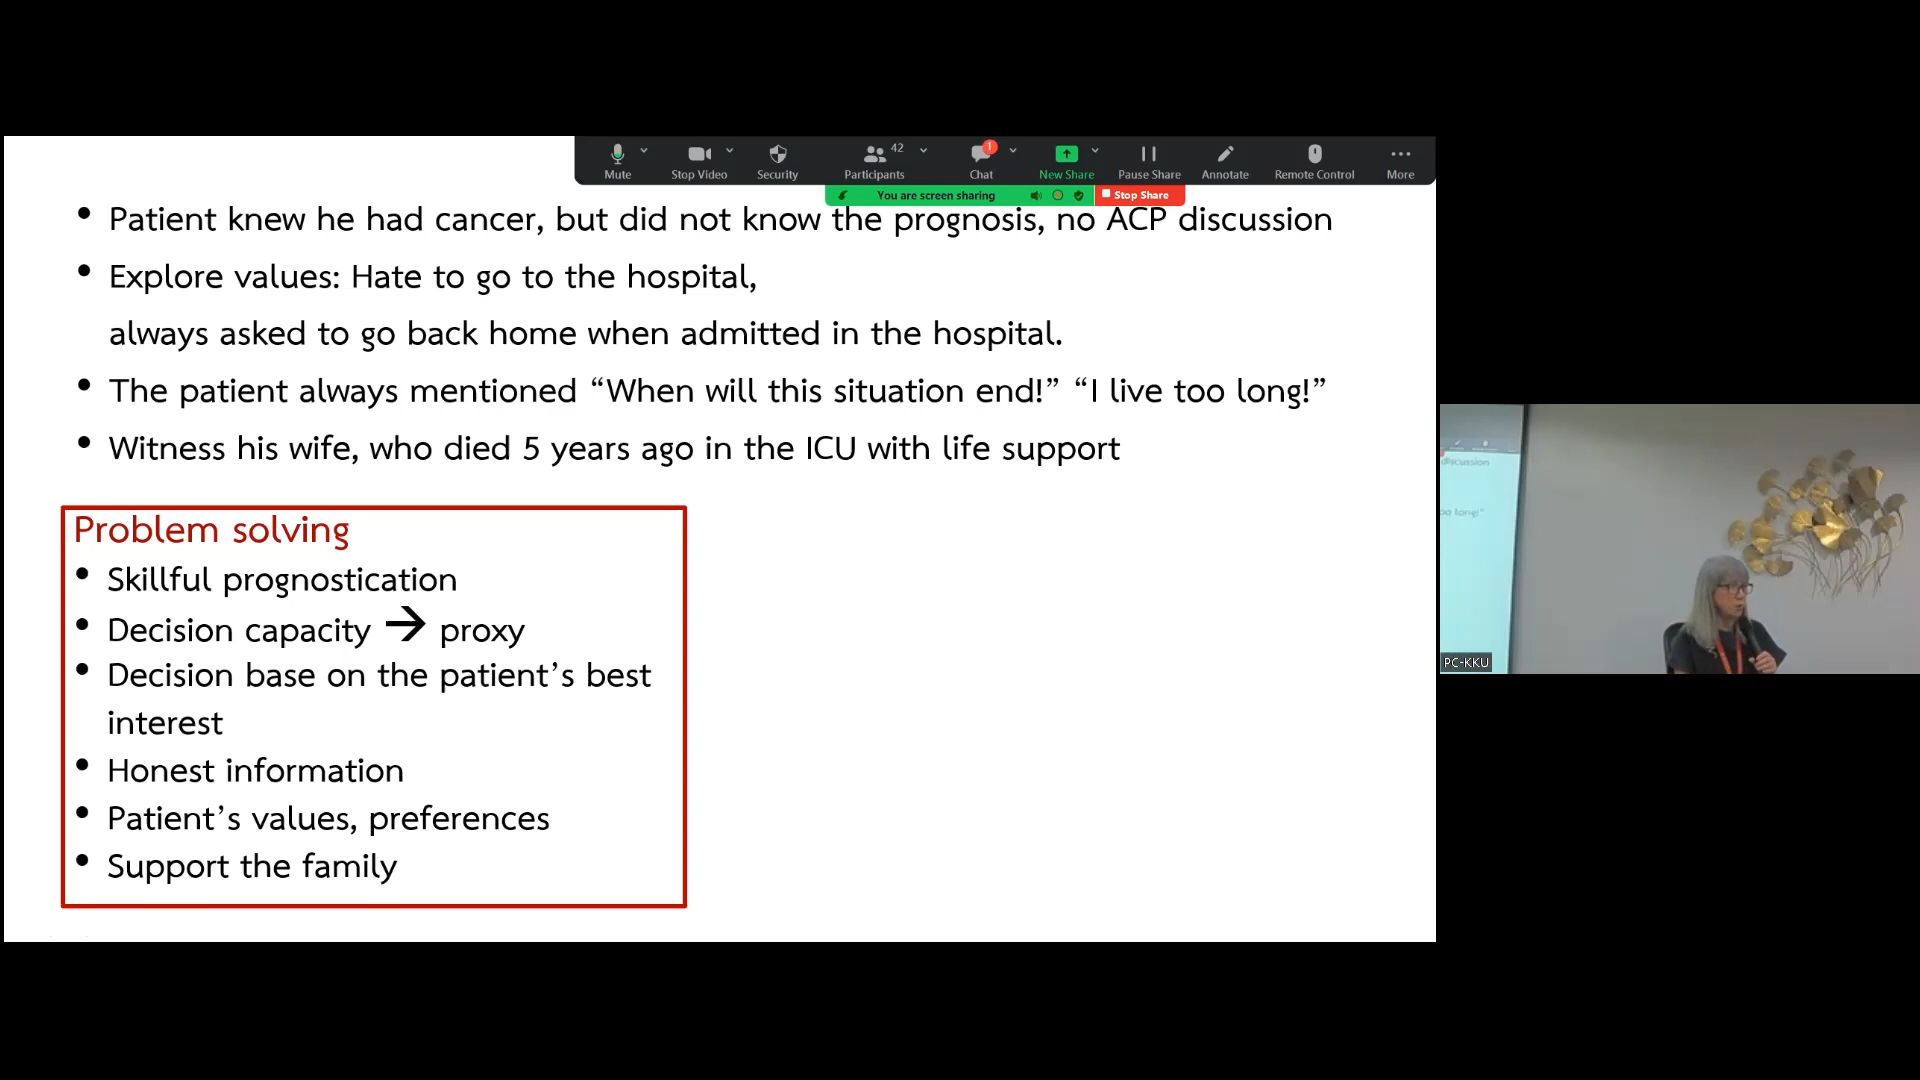 42
1
Mute
Stop Video
Security
Participants
Chat
New Share
Pause Share
Annotate
Remote Control
More
You are screen sharing
Stop Share
• Patient knew he had cancer, but did not know the prognosis, no ACP discussion
• Explore values: Hate to go to the hospital,
always asked to go back home when admitted in the hospital.
• The patient always mentioned “When will this situation end!” “I live too long!”
• Witness his wife, who died 5 years ago in the ICU with life support
Problem solving
• Skillful prognostication
• Decision capacity → proxy
• Decision base on the patient’s best
interest
• Honest information
• Patient’s values, preferences
• Support the family
discussion
oo long!”
PC-KKU